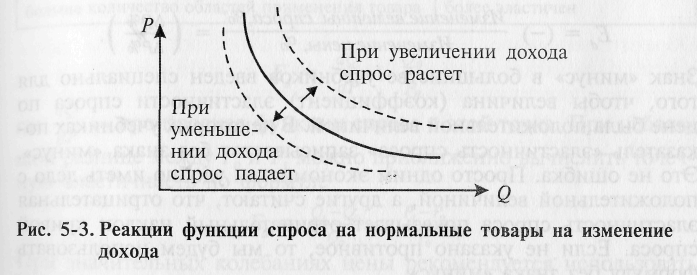 P
При увеличении дохода
спрос растет
При
уменьше-
нии дохода
спрос падает
Q
Рис. 5-3. Реакции функции спроса на нормальные товары на изменение
дохода